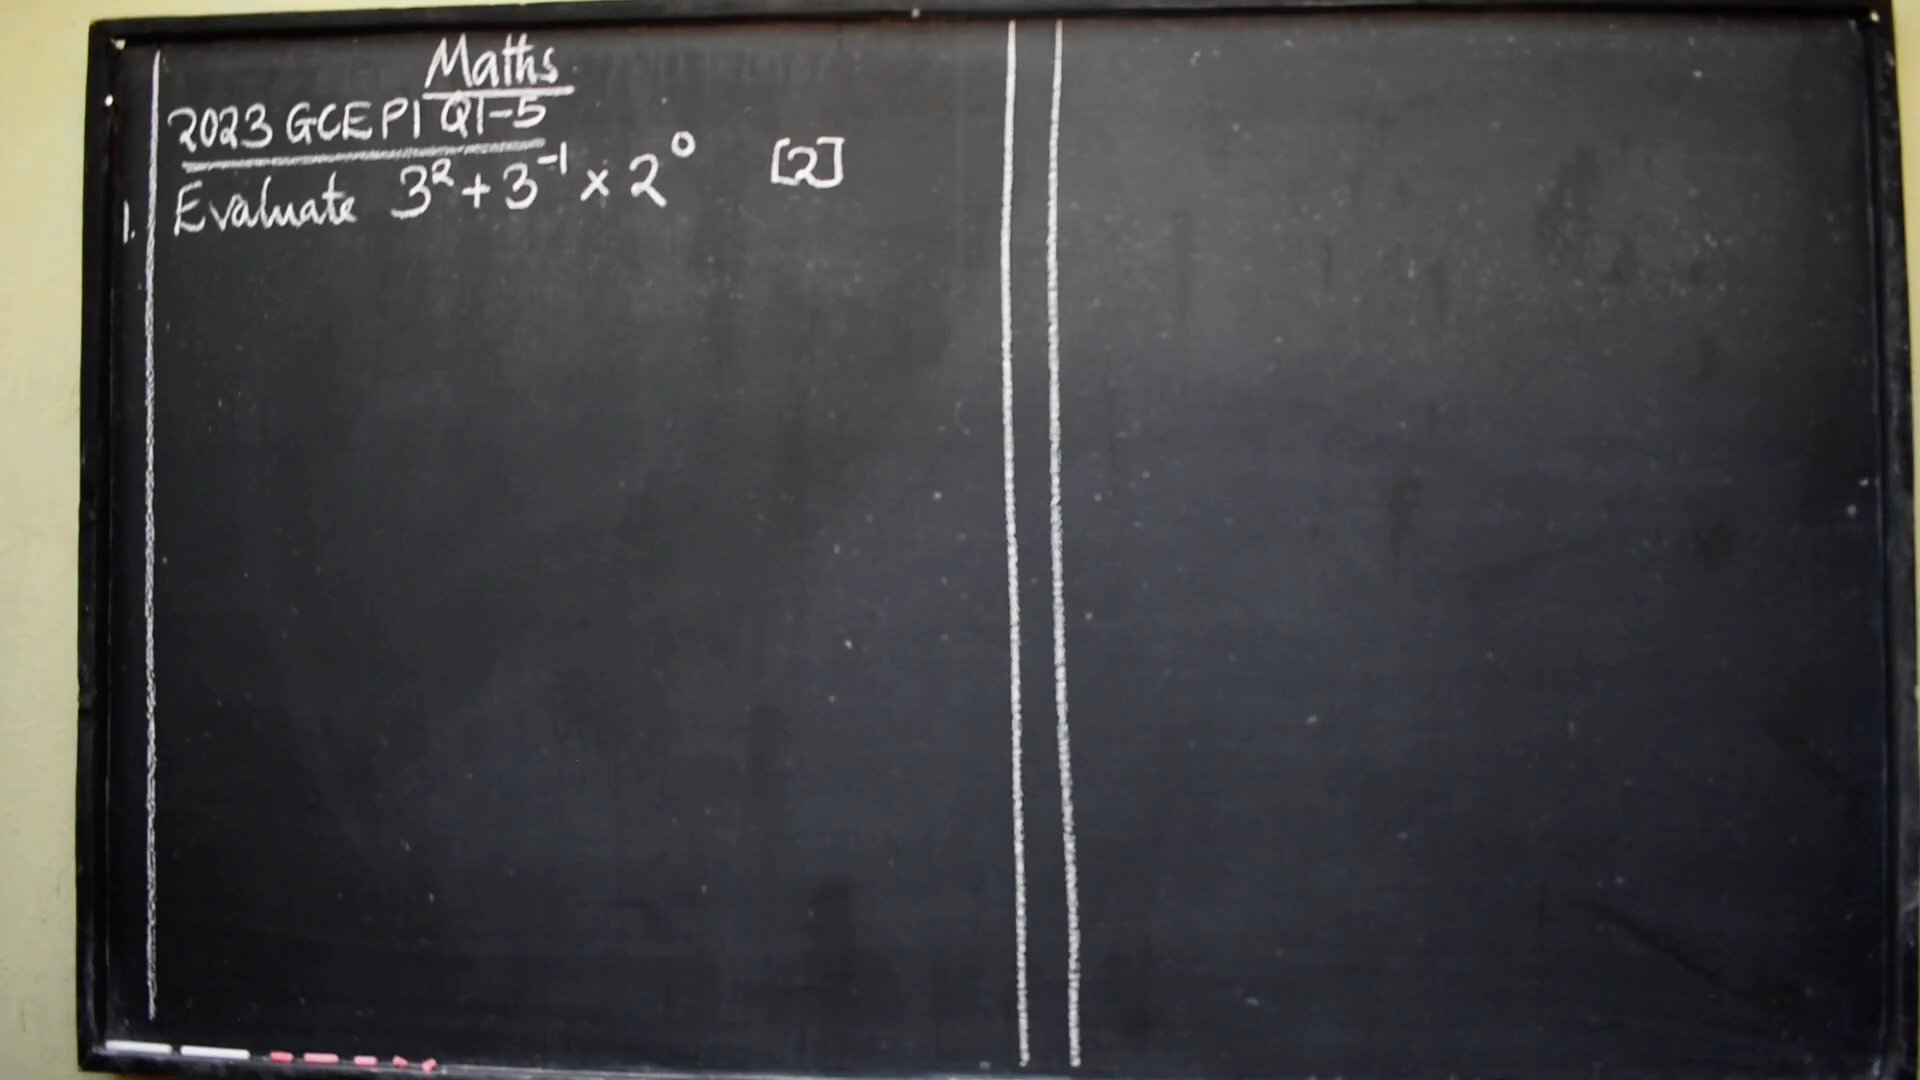 Maths
2023 GCE P1 Q1-5
1. Evaluate 3² + 3⁻¹ × 2⁰ [2]